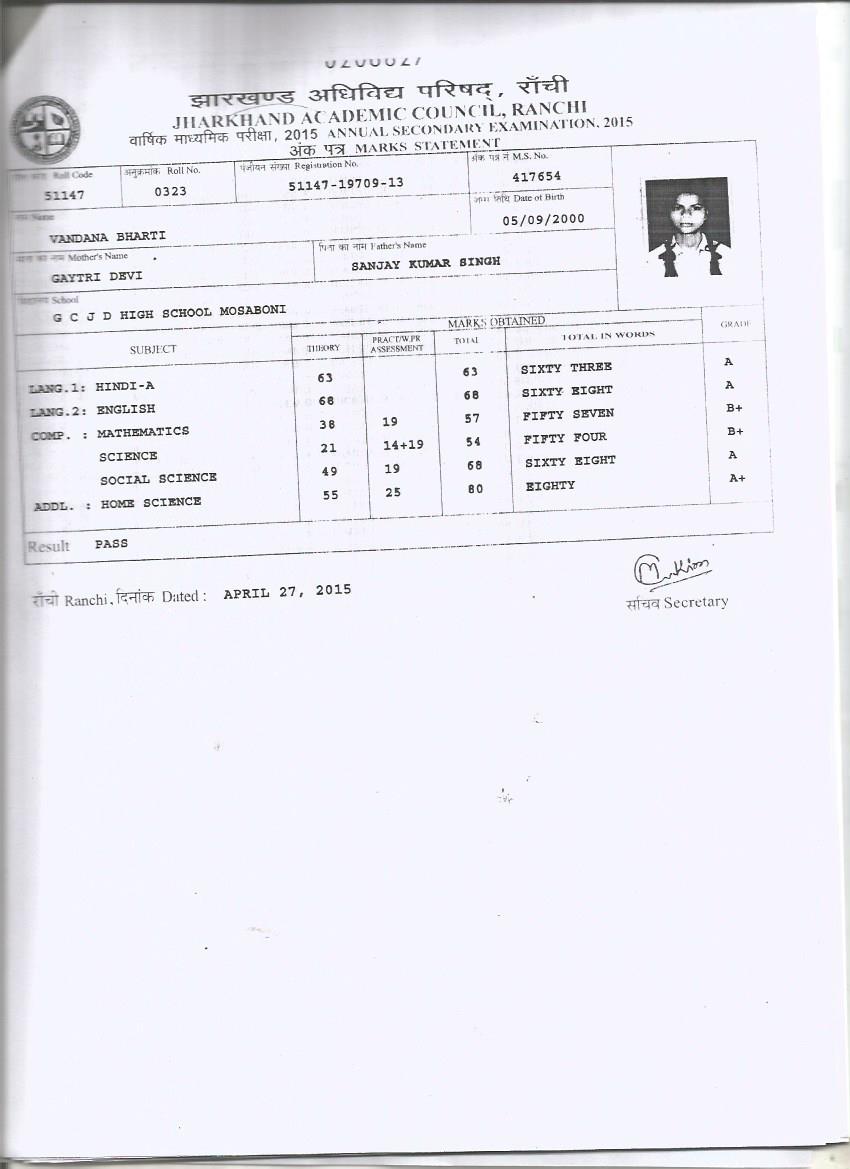 झारखण्ड अधिविद्य परिषद्, राँची
JHARKHAND ACADEMIC COUNCIL, RANCHI
वार्षिक माध्यमिक परीक्षा, 2015 ANNUAL SECONDARY EXAMINATION, 2015
अंक पत्र MARKS STATEMENT
Roll Code अनुक्रमांक Roll No. पंजीयन संख्या Registration No. अंक पत्र नं M.S. No.
51147 0323 51147-19709-13 417654
नाम Name जन्म तिथि Date of Birth
VANDANA BHARTI 05/09/2000
माता का नाम Mother's Name पिता का नाम Father's Name
GAYTRI DEVI SANJAY KUMAR SINGH
School
G C J D HIGH SCHOOL MOSABONI
SUBJECT MARKS OBTAINED GRADE
THEORY PRACT/W.PR ASSESSMENT TOTAL TOTAL IN WORDS
LANG.1: HINDI-A 63 63 SIXTY THREE A
LANG.2: ENGLISH 68 68 SIXTY EIGHT A
COMP. : MATHEMATICS 38 19 57 FIFTY SEVEN B+
SCIENCE 21 14+19 54 FIFTY FOUR B+
SOCIAL SCIENCE 49 19 68 SIXTY EIGHT A
ADDL. : HOME SCIENCE 55 25 80 EIGHTY A+
Result PASS
राँची Ranchi, दिनांक Dated : APRIL 27, 2015
सचिव Secretary